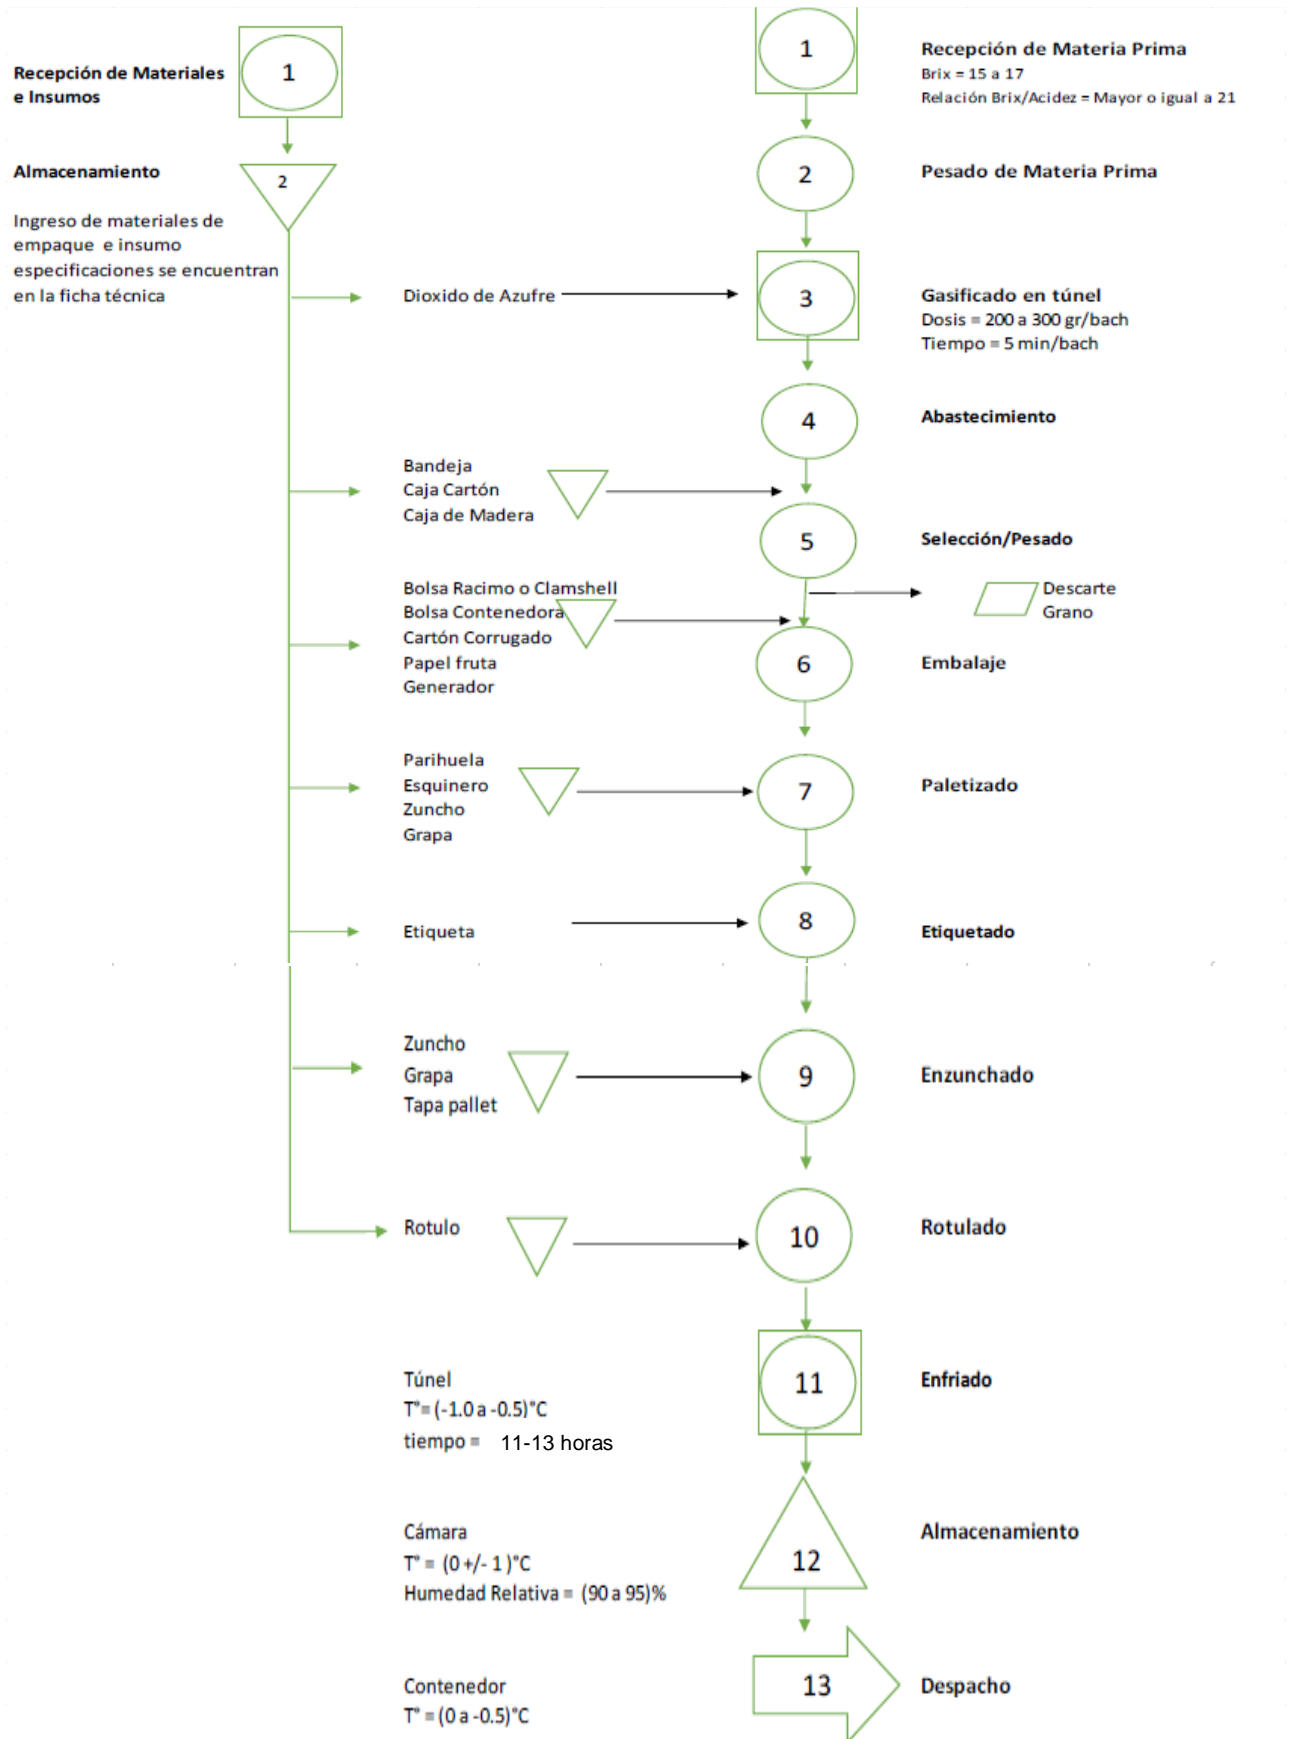 1
Recepción de Materiales
e Insumos
1
Recepción de Materia Prima
Brix = 15 a 17
Relación Brix/Acidez = Mayor o igual a 21
Almacenamiento
2
Ingreso de materiales de
empaque e insumo
especificaciones se encuentran
en la ficha técnica
2
Pesado de Materia Prima
Dioxido de Azufre
3
Gasificado en túnel
Dosis = 200 a 300 gr/bach
Tiempo = 5 min/bach
4
Abastecimiento
Bandeja
Caja Cartón
Caja de Madera
5
Selección/Pesado
Descarte
Grano
Bolsa Racimo o Clamshell
Bolsa Contenedora
Cartón Corrugado
Papel fruta
Generador
6
Embalaje
Parihuela
Esquinero
Zuncho
Grapa
7
Paletizado
Etiqueta
8
Etiquetado
Zuncho
Grapa
Tapa pallet
9
Enzunchado
Rotulo
10
Rotulado
Túnel
T°= (-1.0 a -0.5)°C
tiempo = 11-13 horas
11
Enfriado
Cámara
T° = (0 +/- 1 )°C
Humedad Relativa = (90 a 95)%
12
Almacenamiento
Contenedor
T° = (0 a -0.5)°C
13
Despacho